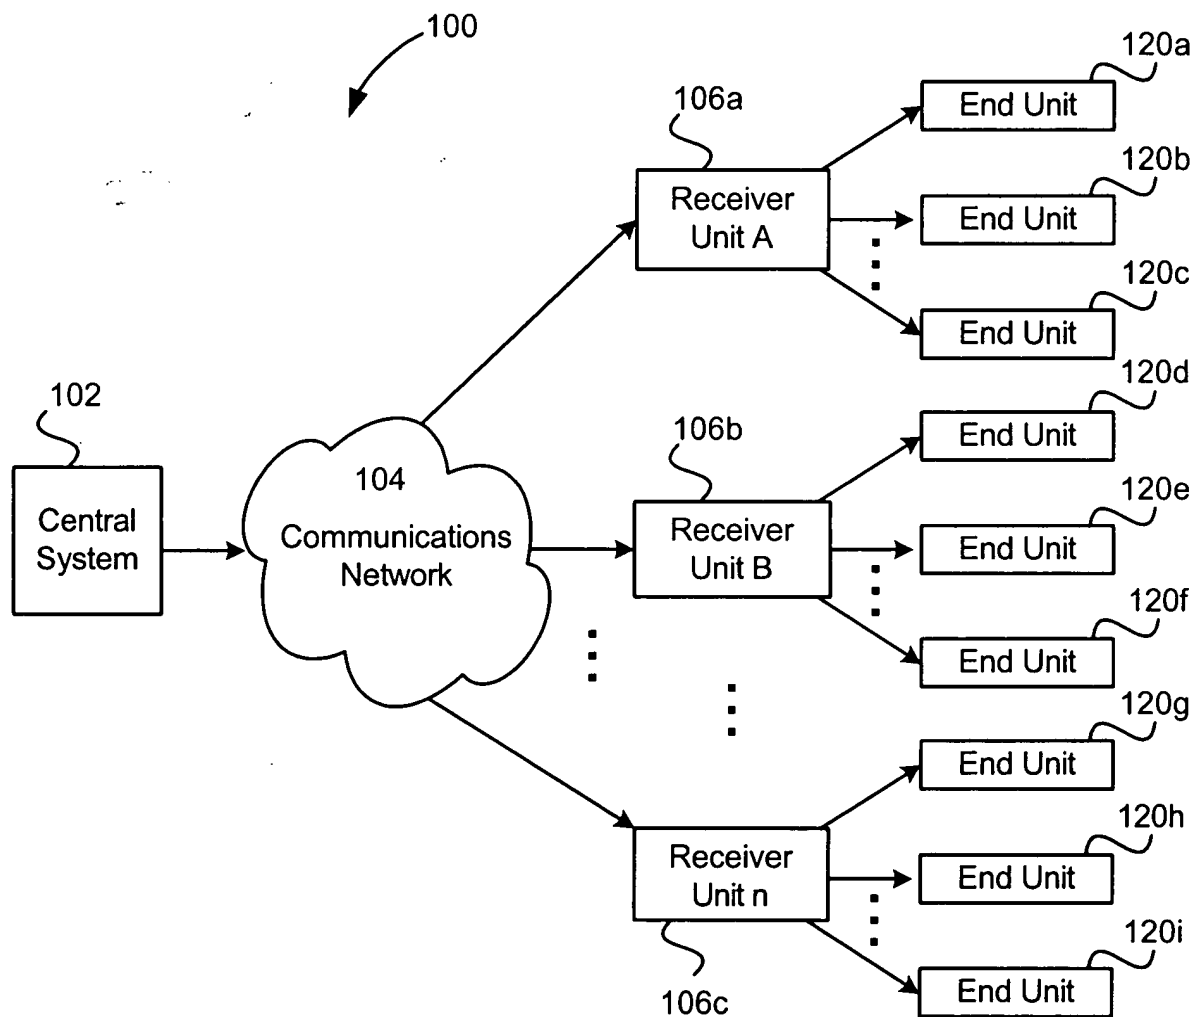 100
120a
End Unit
106a
120b
Receiver
Unit A
End Unit
120c
End Unit
102
120d
106b
End Unit
104
Communications
Network
Central
System
Receiver
Unit B
120e
End Unit
120f
End Unit
120g
End Unit
Receiver
Unit n
106c
120h
End Unit
120i
End Unit